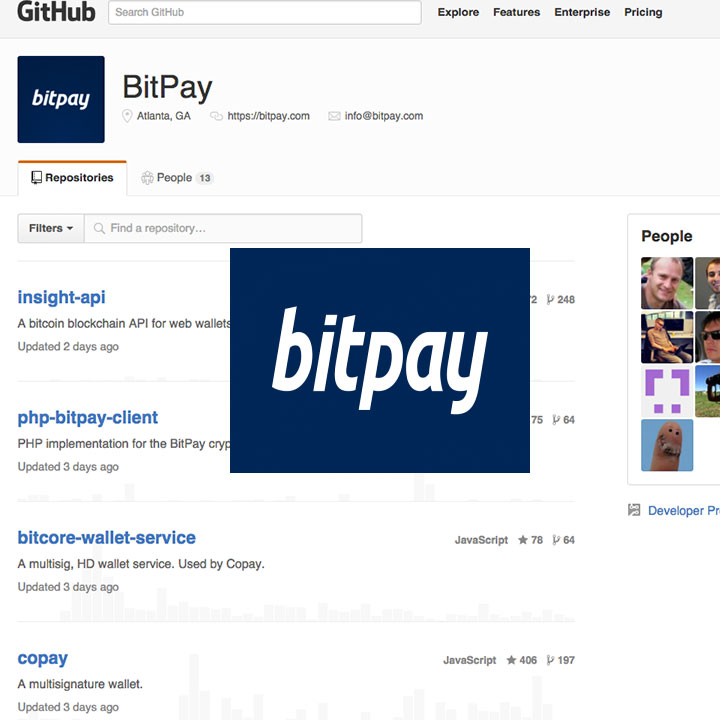 GitHub
Search GitHub
Explore Features Enterprise Pricing
bitpay
BitPay
Atlanta, GA https://bitpay.com info@bitpay.com
Repositories People 13
Filters Find a repository…
People
insight-api
2 248
A bitcoin blockchain API for web wallets
Updated 2 days ago
bitpay
php-bitpay-client
75 64
PHP implementation for the BitPay cryp
Updated 3 days ago
Developer Pr
bitcore-wallet-service
JavaScript 78 64
A multisig, HD wallet service. Used by Copay.
Updated 3 days ago
copay
JavaScript 406 197
A multisignature wallet.
Updated 3 days ago